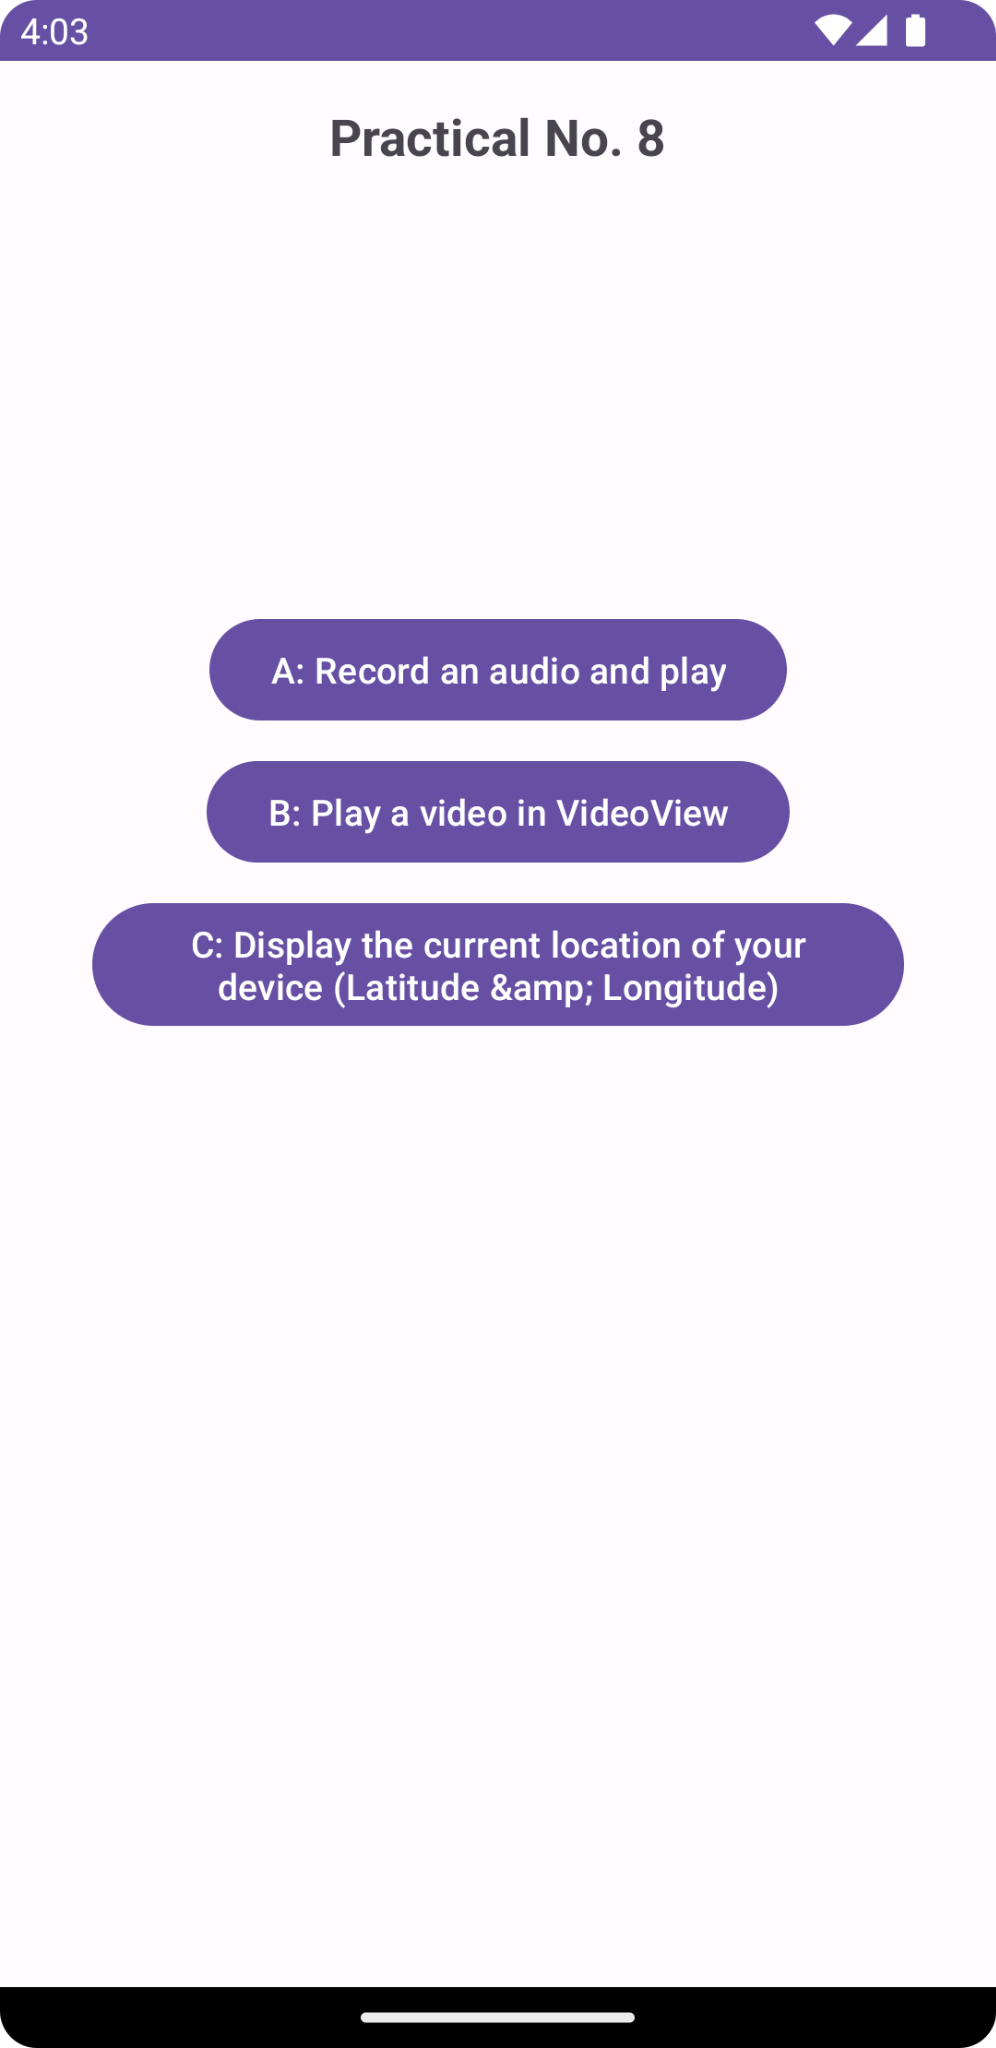 4:03
Practical No. 8
A: Record an audio and play
B: Play a video in VideoView
C: Display the current location of your
device (Latitude &amp; Longitude)